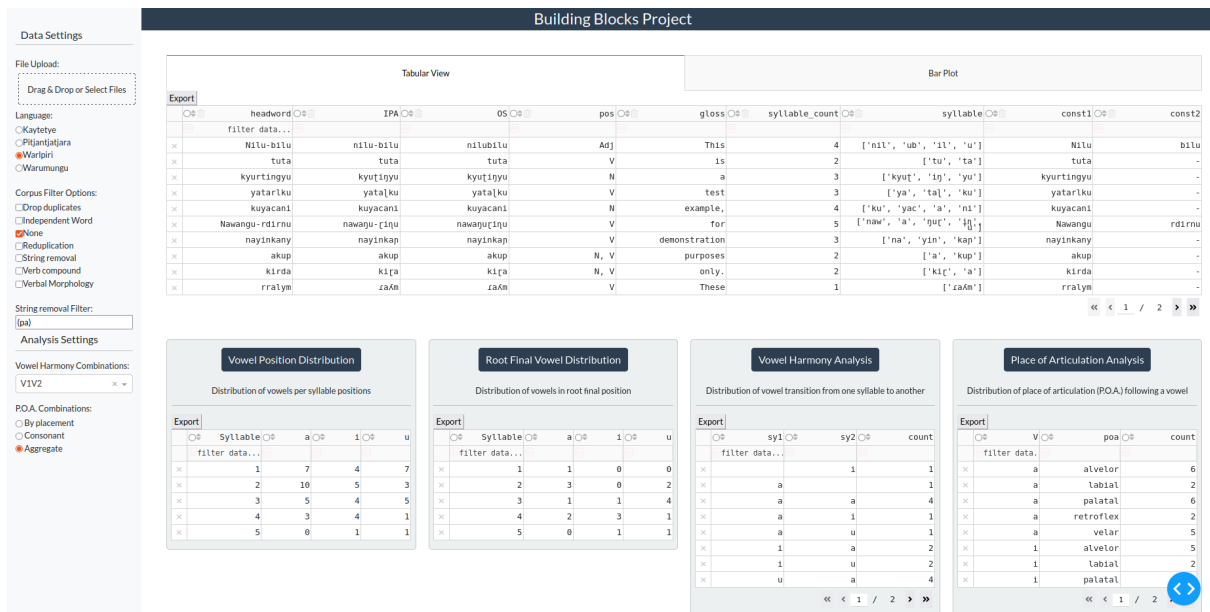 Building Blocks Project
Data Settings
File Upload:
Drag & Drop or Select Files
Language:
Kaytetye
Pitjantjatjara
Warlpiri
Warumungu
Corpus Filter Options:
Drop duplicates
Independent Word
None
Reduplication
String removal
Verb compound
Verbal Morphology
String removal Filter:
(pa)
Analysis Settings
Vowel Harmony Combinations:
V1V2
P.O.A. Combinations:
By placement
Consonant
Aggregate
Tabular View Bar Plot
Export
headword IPA OS pos gloss syllable_count syllable const1 const2
filter data...
Nilu-bilu nilu-bilu nilubilu Adj This 4 ['nil', 'ub', 'il', 'u'] Nilu bilu
tuta tuta tuta V is 2 ['tu', 'ta'] tuta -
kyurtingyu kyuʈiŋyu kyuʈiŋyu N a 3 ['kyuʈ', 'iŋ', 'yu'] kyurtingyu -
yatarlku yataɭku yataɭku V test 3 ['ya', 'taɭ', 'ku'] yatarlku -
kuyacani kuyacani kuyacani N example, 4 ['ku', 'yac', 'a', 'ni'] kuyacani -
Nawangu-rdirnu V for 5 Nawangu rdirnu
nayinkany nayinkaɲ nayinkaɲ V demonstration 3 ['na', 'yin', 'kaɲ'] nayinkany -
akup akup akup N, V purposes 2 ['a', 'kup'] akup -
kirda kiɽa kiɽa N, V only. 2 ['kiɽ', 'a'] kirda -
rralym ɹaʎm ɹaʎm V These 1 ['ɹaʎm'] rralym -
<< < 1 / 2 > >>
Vowel Position Distribution
Distribution of vowels per syllable positions
Export
Syllable a i u
filter data...
1 7 4 7
2 10 5 3
3 5 4 5
4 3 4 1
5 0 1 1
Root Final Vowel Distribution
Distribution of vowels in root final position
Export
Syllable a i u
filter data...
1 1 0 0
2 3 0 2
3 1 1 4
4 2 3 1
5 0 1 1
Vowel Harmony Analysis
Distribution of vowel transition from one syllable to another
Export
sy1 sy2 count
filter data...
i 1
a 1
a a 4
a i 1
a u 1
i a 2
i u 2
u a 4
<< < 1 / 2 > >>
Place of Articulation Analysis
Distribution of place of articulation (P.O.A.) following a vowel
Export
V poa count
filter data.
a alvelor 6
a labial 2
a palatal 6
a retroflex 2
a velar 5
i alvelor 5
i labial 2
i palatal
<< < 1 / 2